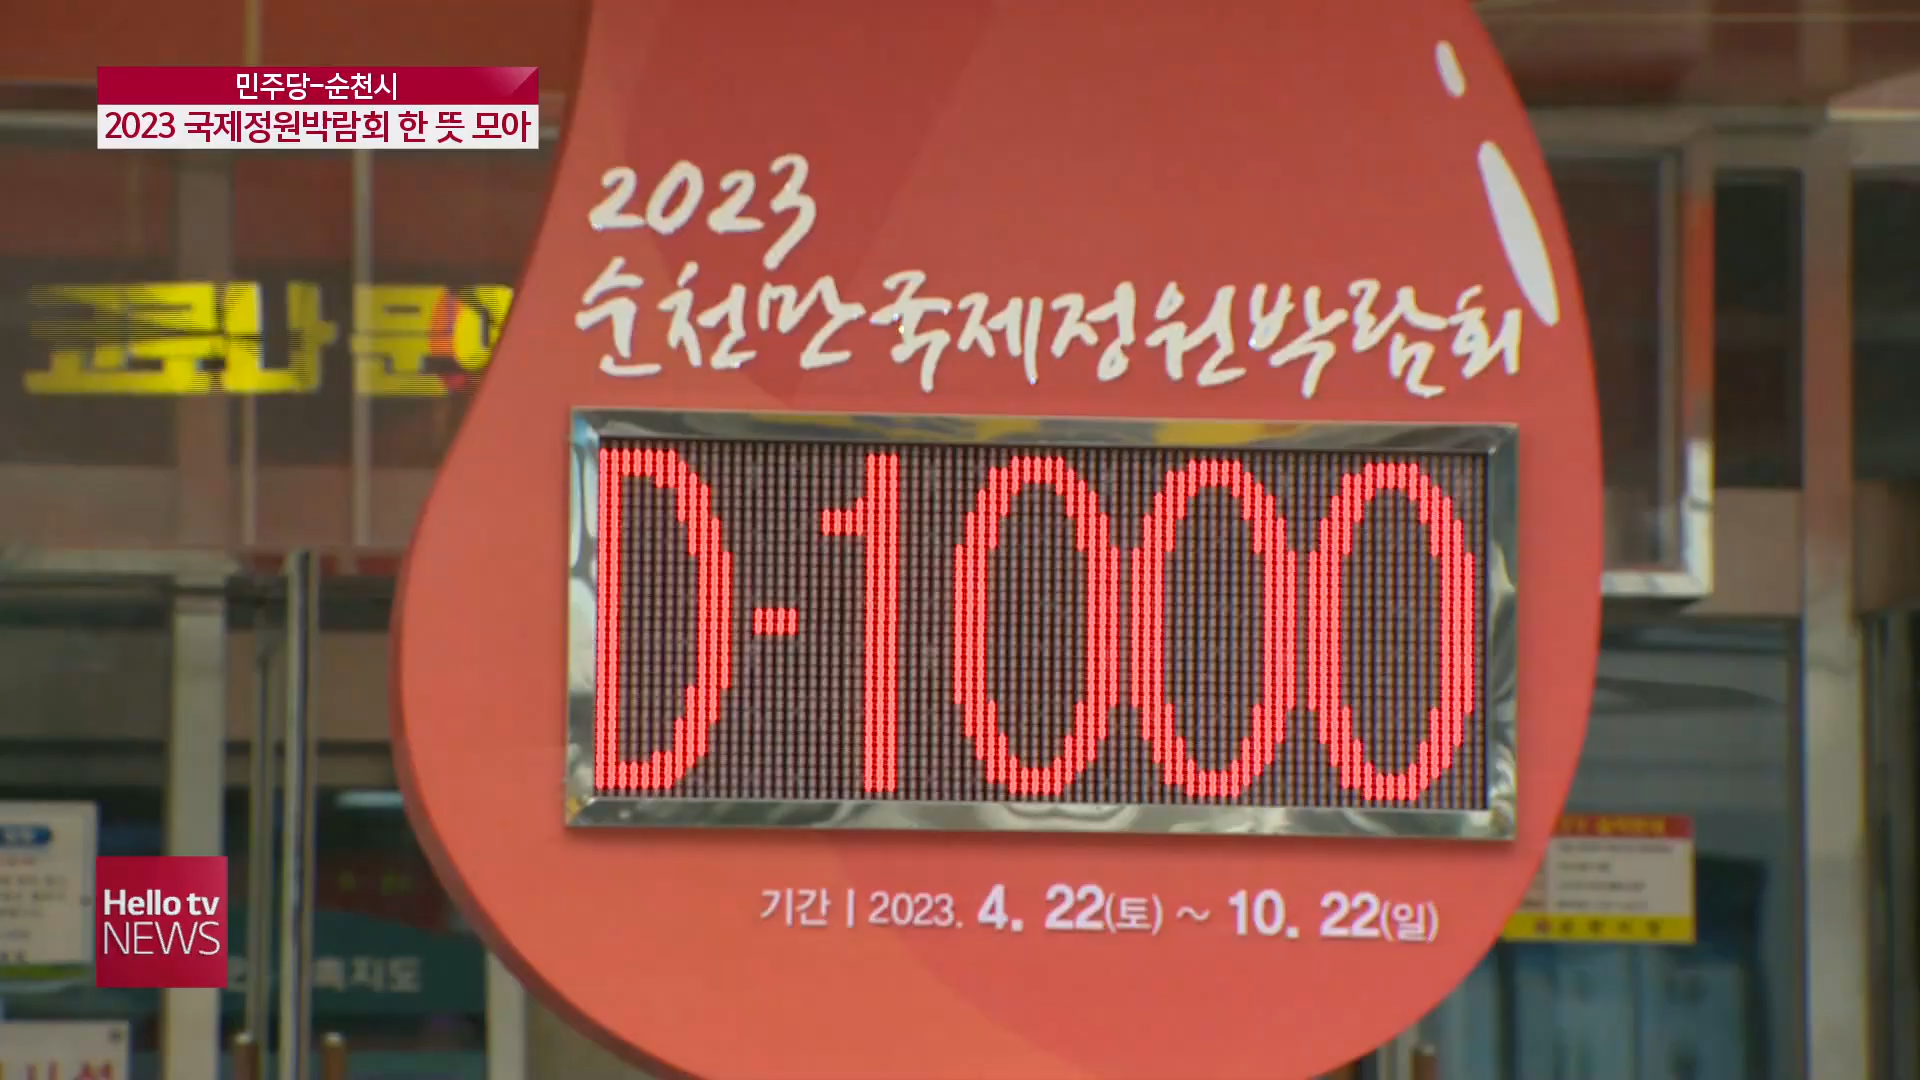 민주당-순천시
2023 국제정원박람회 한 뜻 모아
2023
순천만국제정원박람회
D-1000
기간 | 2023. 4. 22(토) ~ 10. 22(일)
Hello tv
NEWS